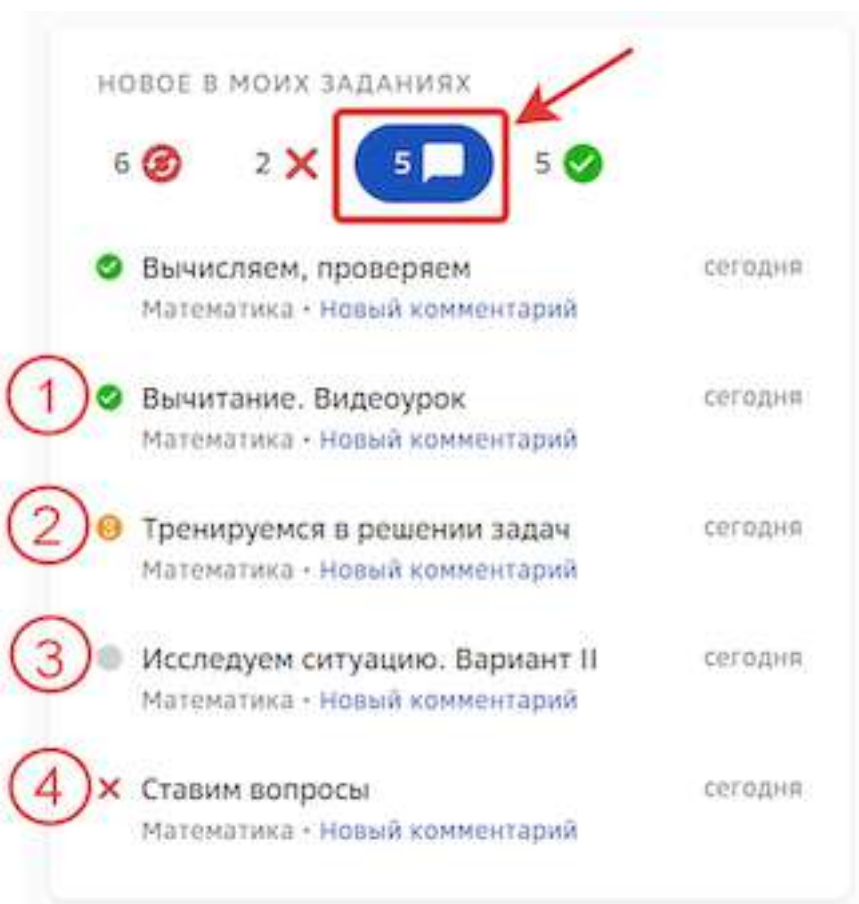 НОВОЕ В МОИХ ЗАДАНИЯХ
6 2 5 5
Вычисляем, проверяем сегодня
Математика • Новый комментарий
1 Вычитание. Видеоурок сегодня
Математика • Новый комментарий
2 Тренируемся в решении задач сегодня
Математика • Новый комментарий
3 Исследуем ситуацию. Вариант II сегодня
Математика • Новый комментарий
4 Ставим вопросы сегодня
Математика • Новый комментарий